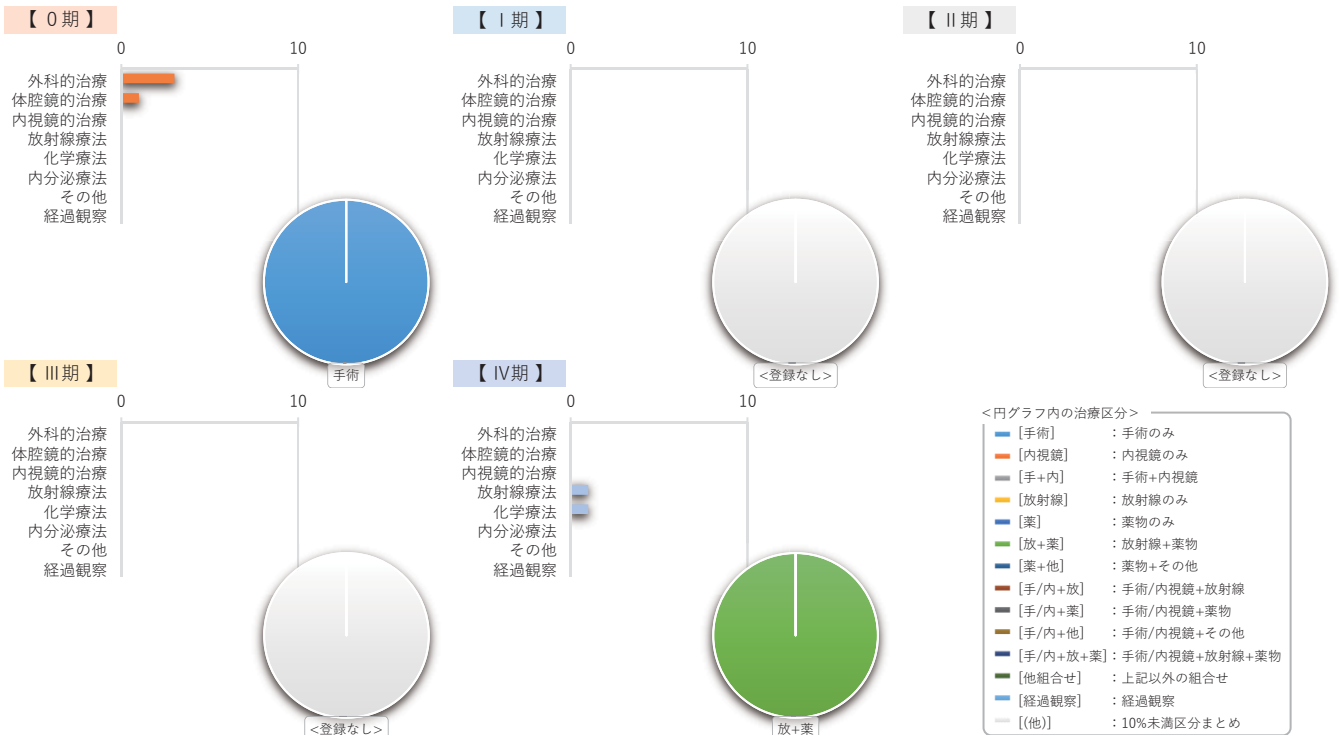 【 0期 】
0 10
外科的治療
体腔鏡的治療
内視鏡的治療
放射線療法
化学療法
内分泌療法
その他
経過観察
手術
【 I期 】
0 10
外科的治療
体腔鏡的治療
内視鏡的治療
放射線療法
化学療法
内分泌療法
その他
経過観察
<登録なし>
【 II期 】
0 10
外科的治療
体腔鏡的治療
内視鏡的治療
放射線療法
化学療法
内分泌療法
その他
経過観察
<登録なし>
【 III期 】
0 10
外科的治療
体腔鏡的治療
内視鏡的治療
放射線療法
化学療法
内分泌療法
その他
経過観察
<登録なし>
【 IV期 】
0 10
外科的治療
体腔鏡的治療
内視鏡的治療
放射線療法
化学療法
内分泌療法
その他
経過観察
放+薬
<円グラフ内の治療区分>
[手術] ：手術のみ
[内視鏡] ：内視鏡のみ
[手+内] ：手術+内視鏡
[放射線] ：放射線のみ
[薬] ：薬物のみ
[放+薬] ：放射線+薬物
[薬+他] ：薬物+その他
[手/内+放] ：手術/内視鏡+放射線
[手/内+薬] ：手術/内視鏡+薬物
[手/内+他] ：手術/内視鏡+その他
[手/内+放+薬]：手術/内視鏡+放射線+薬物
[他組合せ] ：上記以外の組合せ
[経過観察] ：経過観察
[(他)] ：10%未満区分まとめ